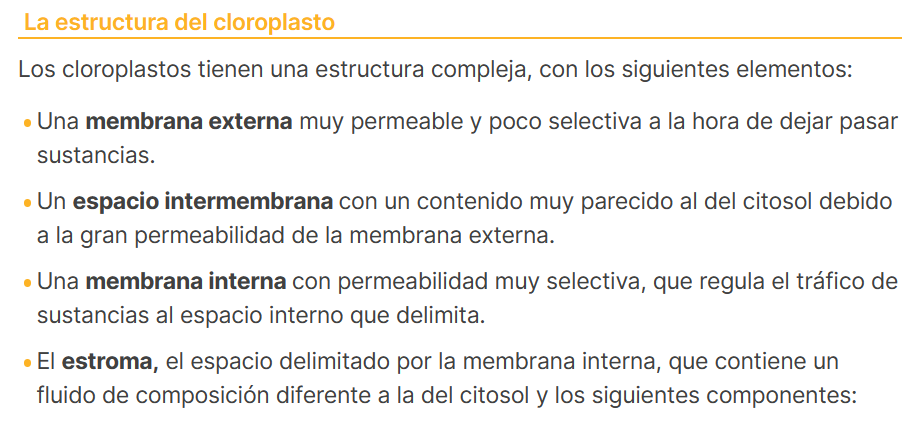 La estructura del cloroplasto
Los cloroplastos tienen una estructura compleja, con los siguientes elementos:
• Una membrana externa muy permeable y poco selectiva a la hora de dejar pasar
sustancias.
• Un espacio intermembrana con un contenido muy parecido al del citosol debido
a la gran permeabilidad de la membrana externa.
• Una membrana interna con permeabilidad muy selectiva, que regula el tráfico de
sustancias al espacio interno que delimita.
• El estroma, el espacio delimitado por la membrana interna, que contiene un
fluido de composición diferente a la del citosol y los siguientes componentes: